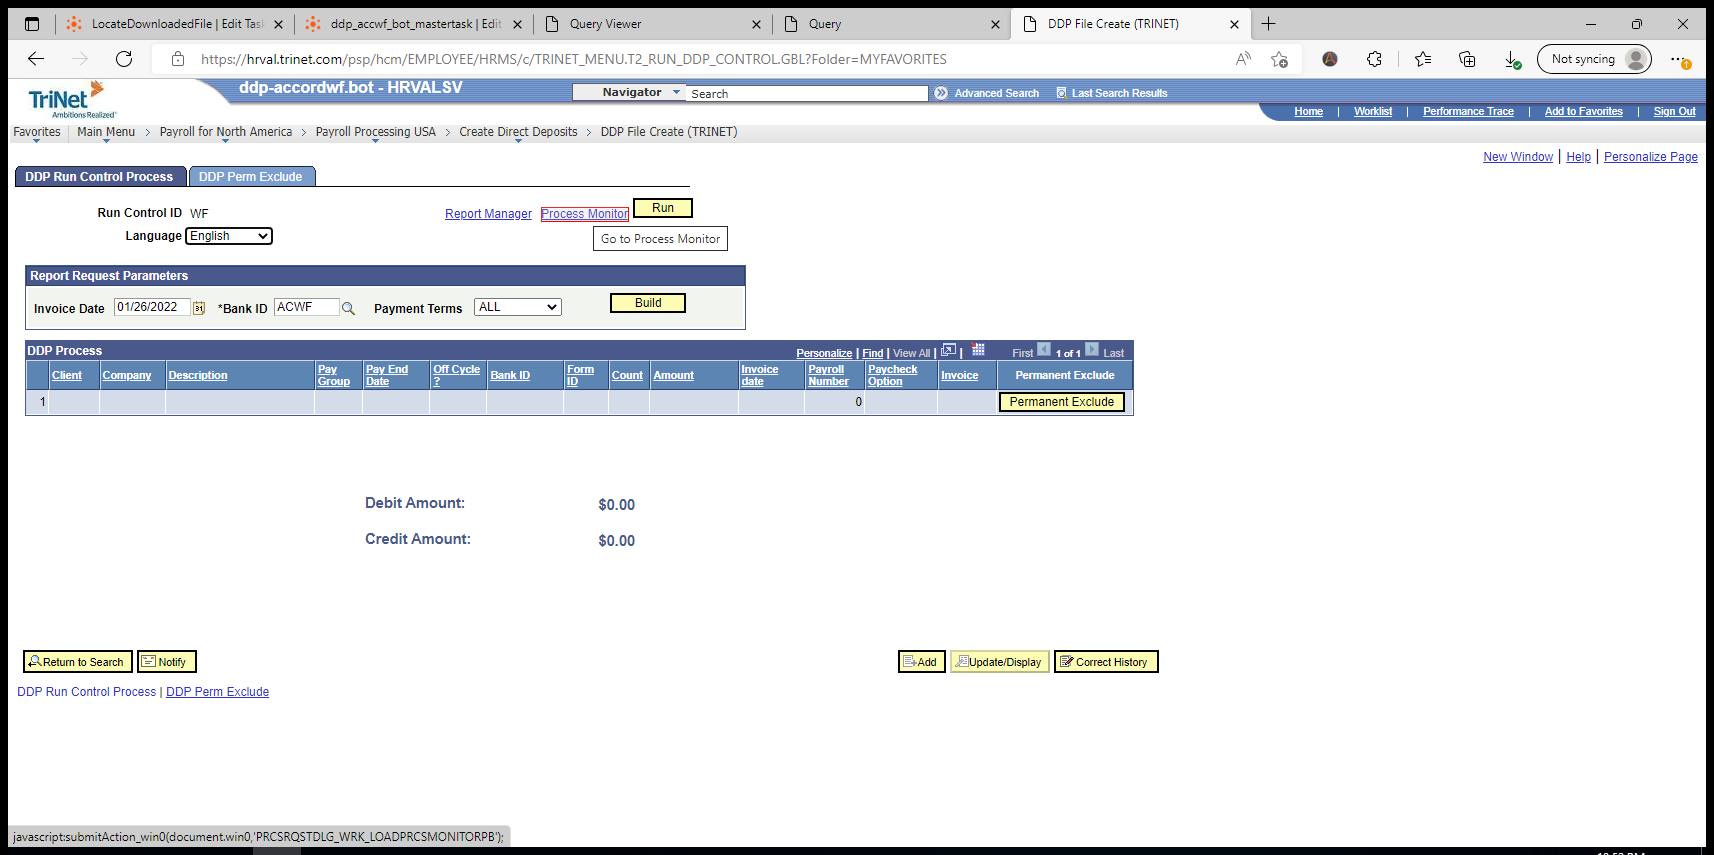 LocateDownloadedFile | Edit Tas
ddp_accwf_bot_mastertask | Edit
Query Viewer
Query
DDP File Create (TRINET)
https://hrval.trinet.com/psp/hcm/EMPLOYEE/HRMS/c/TRINET_MENU.T2_RUN_DDP_CONTROL.GBL?Folder=MYFAVORITES
Not syncing
TriNet
Ambitions Realized
ddp-accordwf.bot - HRVALSV
Navigator
Search
Advanced Search
Last Search Results
Home | Worklist | Performance Trace | Add to Favorites | Sign Out
Favorites Main Menu > Payroll for North America > Payroll Processing USA > Create Direct Deposits > DDP File Create (TRINET)
New Window | Help | Personalize Page
DDP Run Control Process
DDP Perm Exclude
Run Control ID WF
Report Manager
Process Monitor
Run
Language English
Go to Process Monitor
Report Request Parameters
Invoice Date 01/26/2022 31 *Bank ID ACWF Payment Terms ALL Build
DDP Process
Personalize | Find | View All | | First 1 of 1 Last
Client Company Description Pay Group Pay End Date Off Cycle ? Bank ID Form ID Count Amount Invoice date Payroll Number Paycheck Option Invoice Permanent Exclude
1 0 Permanent Exclude
Debit Amount: $0.00
Credit Amount: $0.00
Return to Search Notify Add Update/Display Correct History
DDP Run Control Process | DDP Perm Exclude
javascript:submitAction_win0(document.win0,'PRCSRQSTDLG_WRK_LOADPRCSMONITORPB');